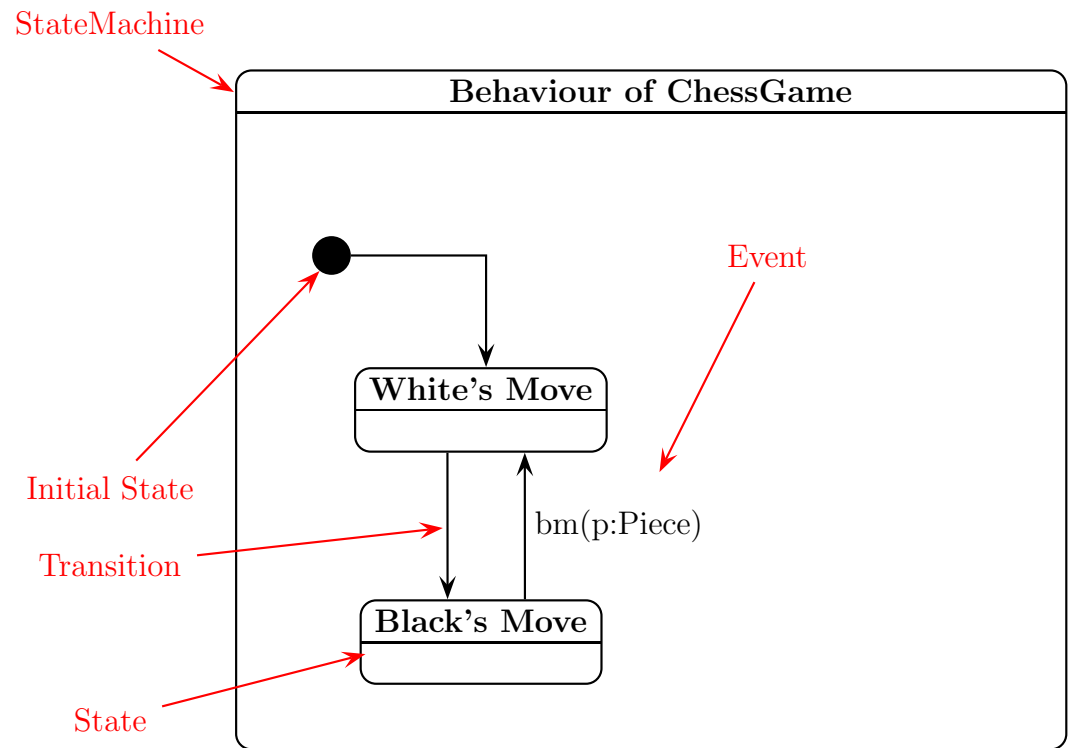 StateMachine
Behaviour of ChessGame
Event
White's Move
Initial State
bm(p:Piece)
Transition
Black's Move
State